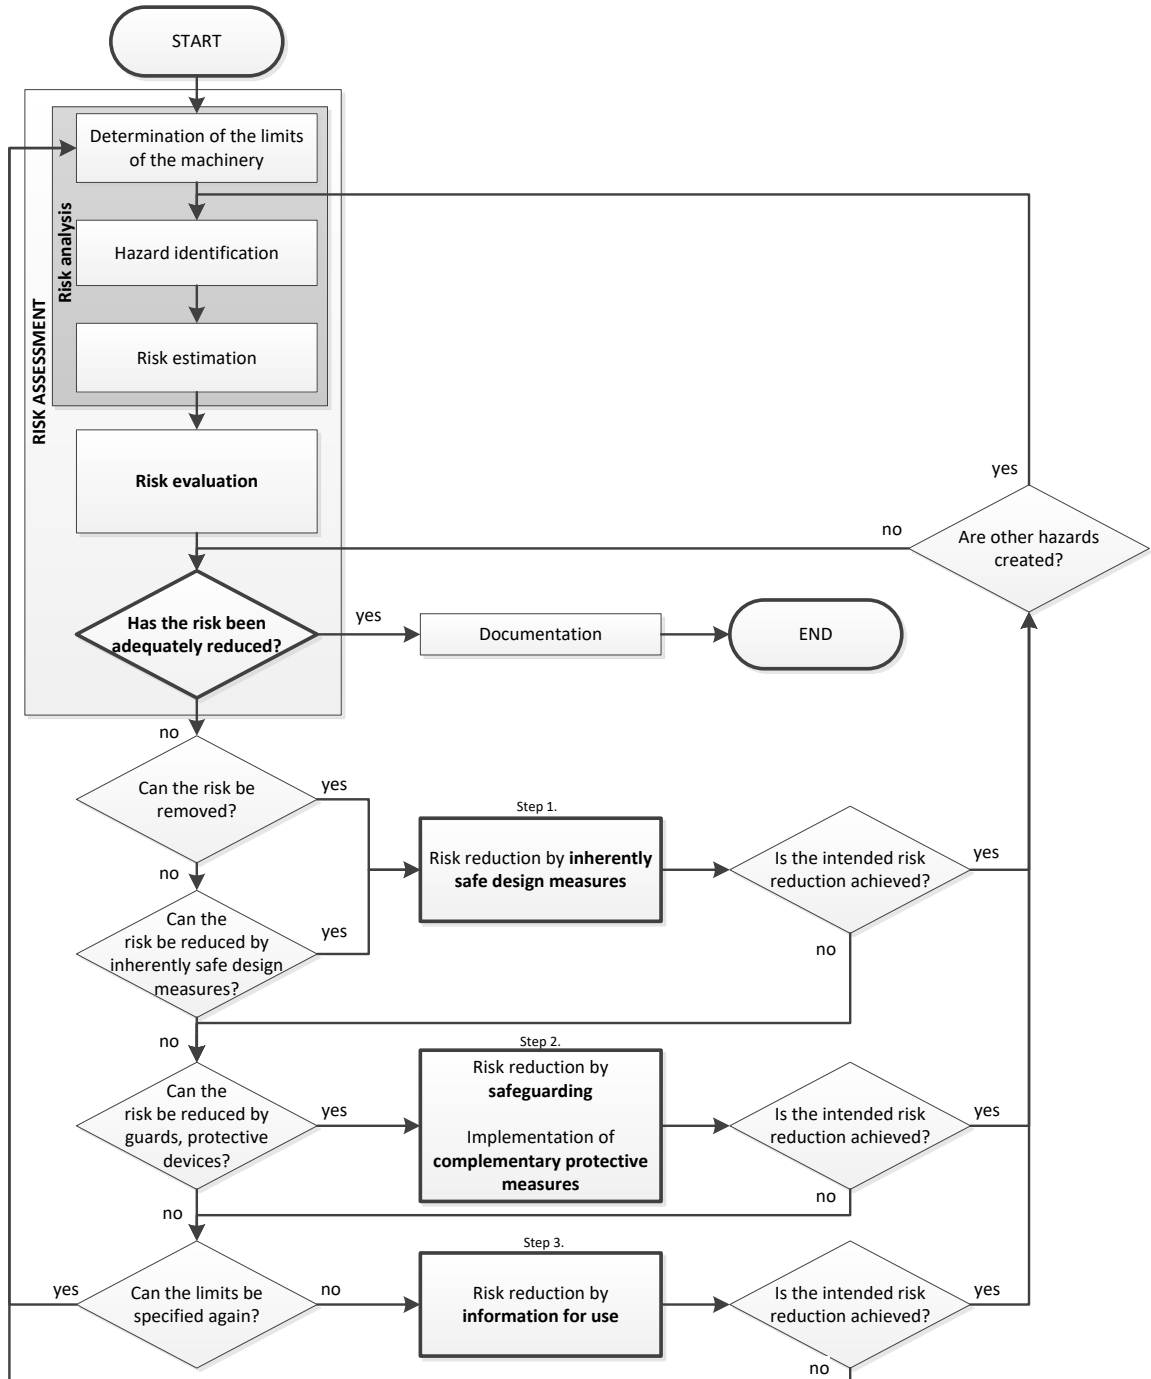 START
Determination of the limits
of the machinery
Risk analysis
Hazard identification
RISK ASSESSMENT
Risk estimation
Risk evaluation
yes
no
Are other hazards
created?
Has the risk been
adequately reduced?
yes
Documentation
END
no
Can the risk be
removed?
yes
Step 1.
Risk reduction by inherently
safe design measures
Is the intended risk
reduction achieved?
yes
no
no
Can the
risk be reduced by
inherently safe design
measures?
yes
no
Step 2.
Can the
risk be reduced by
guards, protective
devices?
yes
Risk reduction by
safeguarding
Implementation of
complementary protective
measures
Is the intended risk
reduction achieved?
yes
no
no
Step 3.
yes
Can the limits be
specified again?
no
Risk reduction by
information for use
Is the intended risk
reduction achieved?
yes
no